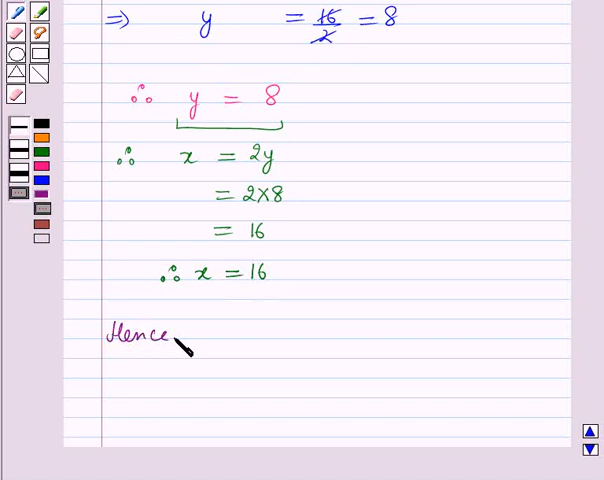 ⇒ y = 16/2 = 8
∴ y = 8
∴ x = 2y
= 2×8
= 16
∴ x = 16
Hence